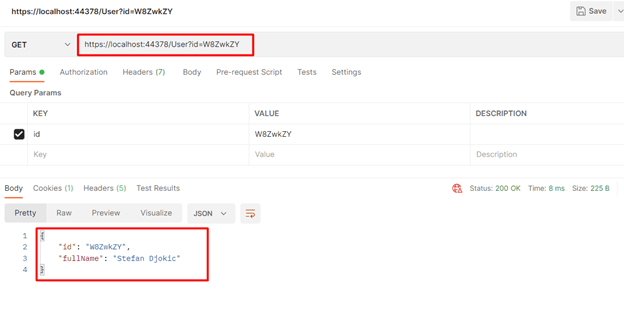 https://localhost:44378/User?id=W8ZwkZY
Save
GET https://localhost:44378/User?id=W8ZwkZY
Params Authorization Headers (7) Body Pre-request Script Tests Settings
Query Params
KEY VALUE DESCRIPTION
id W8ZwkZY
Key Value Description
Body Cookies (1) Headers (5) Test Results Status: 200 OK Time: 8 ms Size: 225 B
Pretty Raw Preview Visualize JSON
1 {
2 "id": "W8ZwkZY",
3 "fullName": "Stefan Djokic"
4 }